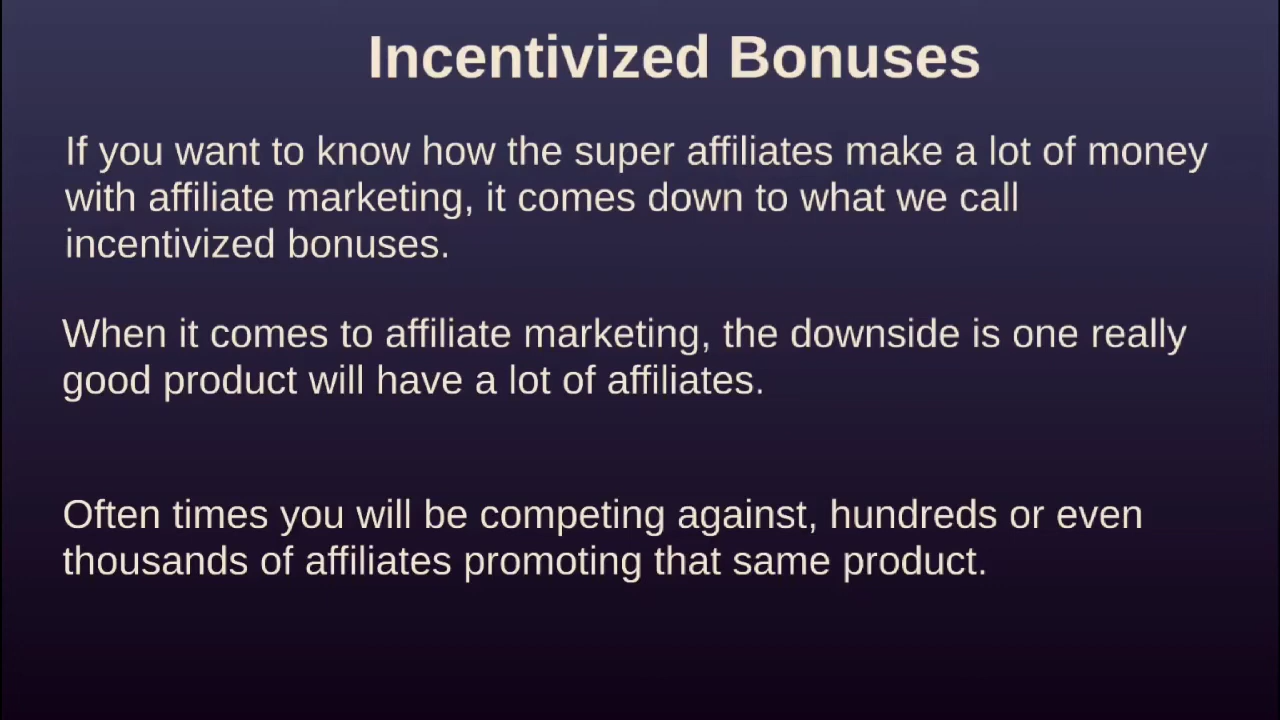 Incentivized Bonuses
If you want to know how the super affiliates make a lot of money
with affiliate marketing, it comes down to what we call
incentivized bonuses.
When it comes to affiliate marketing, the downside is one really
good product will have a lot of affiliates.
Often times you will be competing against, hundreds or even
thousands of affiliates promoting that same product.